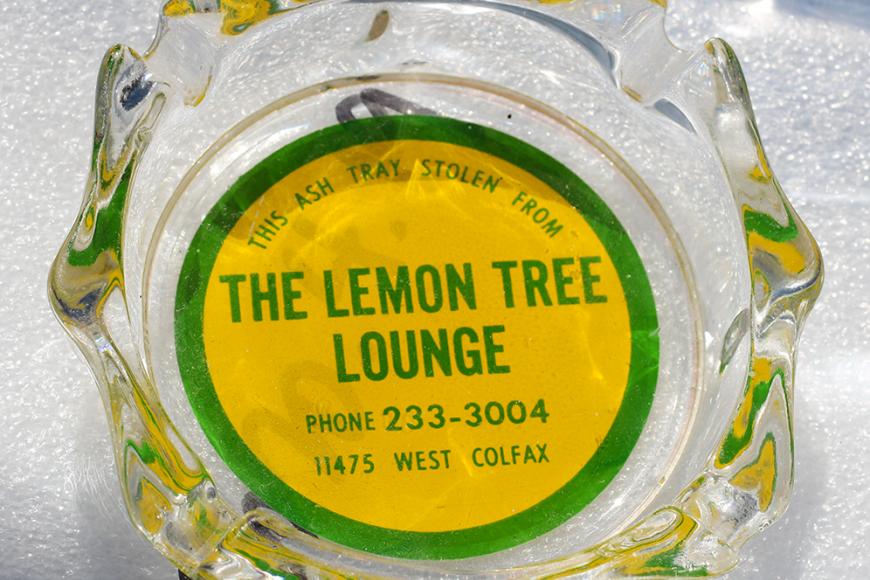 THIS ASH TRAY STOLEN FROM
THE LEMON TREE
LOUNGE
PHONE 233-3004
11475 WEST COLFAX